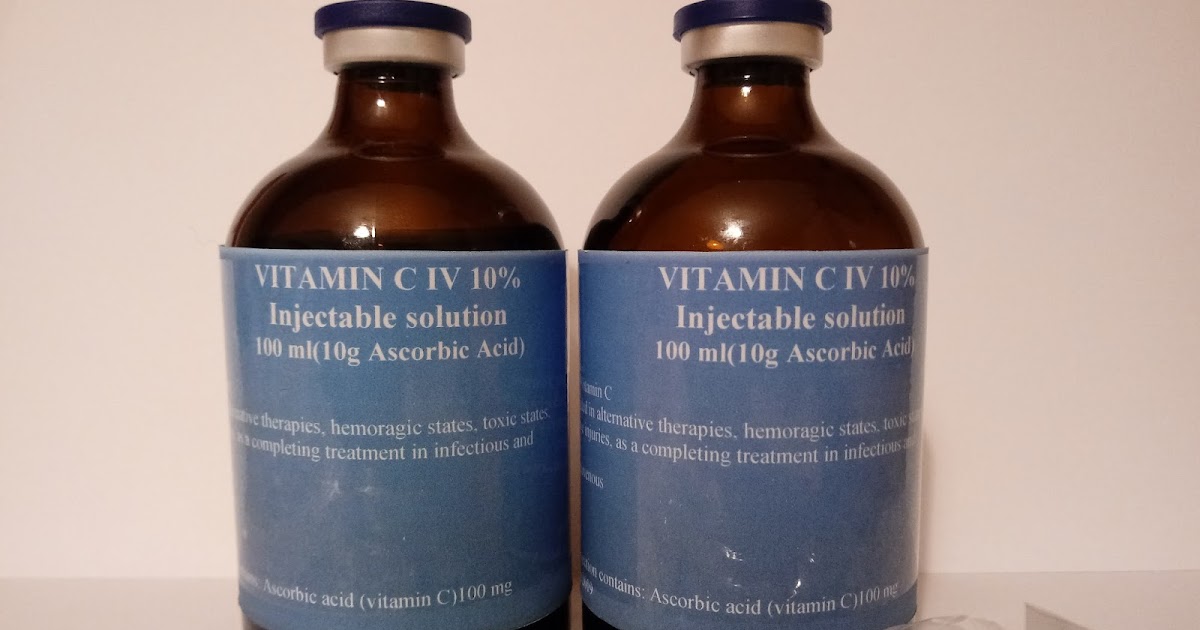 VITAMIN C IV 10%
Injectable solution
100 ml(10g Ascorbic Acid)
therapies, hemoragic states, toxic states.
as a completing treatment in infectious and
Ascorbic acid (vitamin C)100 mg
VITAMIN C IV 10%
Injectable solution
100 ml(10g Ascorbic Acid)
vitamin C
in alternative therapies, hemoragic states, toxic
injuries, as a completing treatment in infectious
contains: Ascorbic acid (vitamin C)100 mg